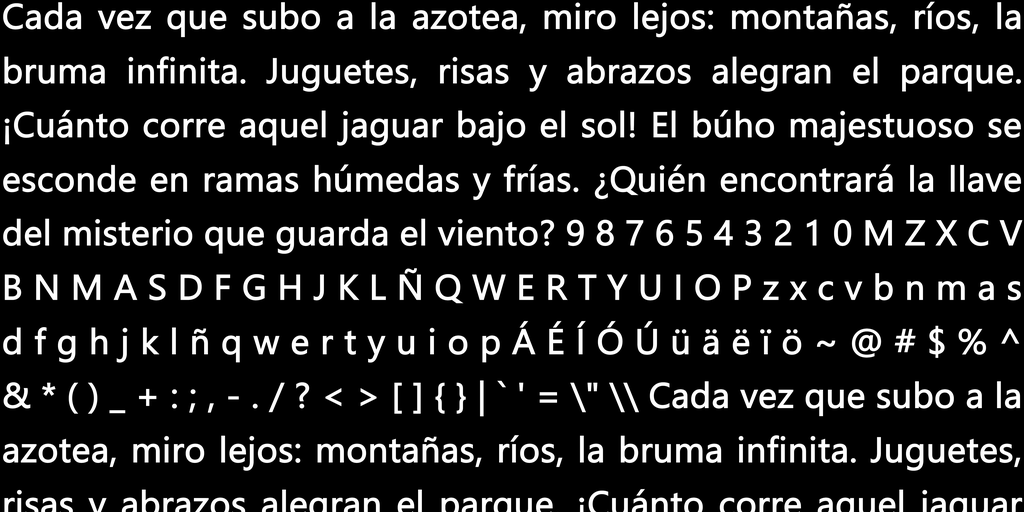 Cada vez que subo a la azotea, miro lejos: montañas, ríos, la
bruma infinita. Juguetes, risas y abrazos alegran el parque.
¡Cuánto corre aquel jaguar bajo el sol! El búho majestuoso se
esconde en ramas húmedas y frías. ¿Quién encontrará la llave
del misterio que guarda el viento? 9 8 7 6 5 4 3 2 1 0 M Z X C V
B N M A S D F G H J K L Ñ Q W E R T Y U I O P z x c v b n m a s
d f g h j k l ñ q w e r t y u i o p Á É Í Ó Ú ü ä ë ï ö ~ @ # $ % ^
& * ( ) _ + : ; , - . / ? < > [ ] { } | ` ' = \" \\ Cada vez que subo a la
azotea, miro lejos: montañas, ríos, la bruma infinita. Juguetes,
risas y abrazos alegran el parque. ¡Cuánto corre aquel jaguar